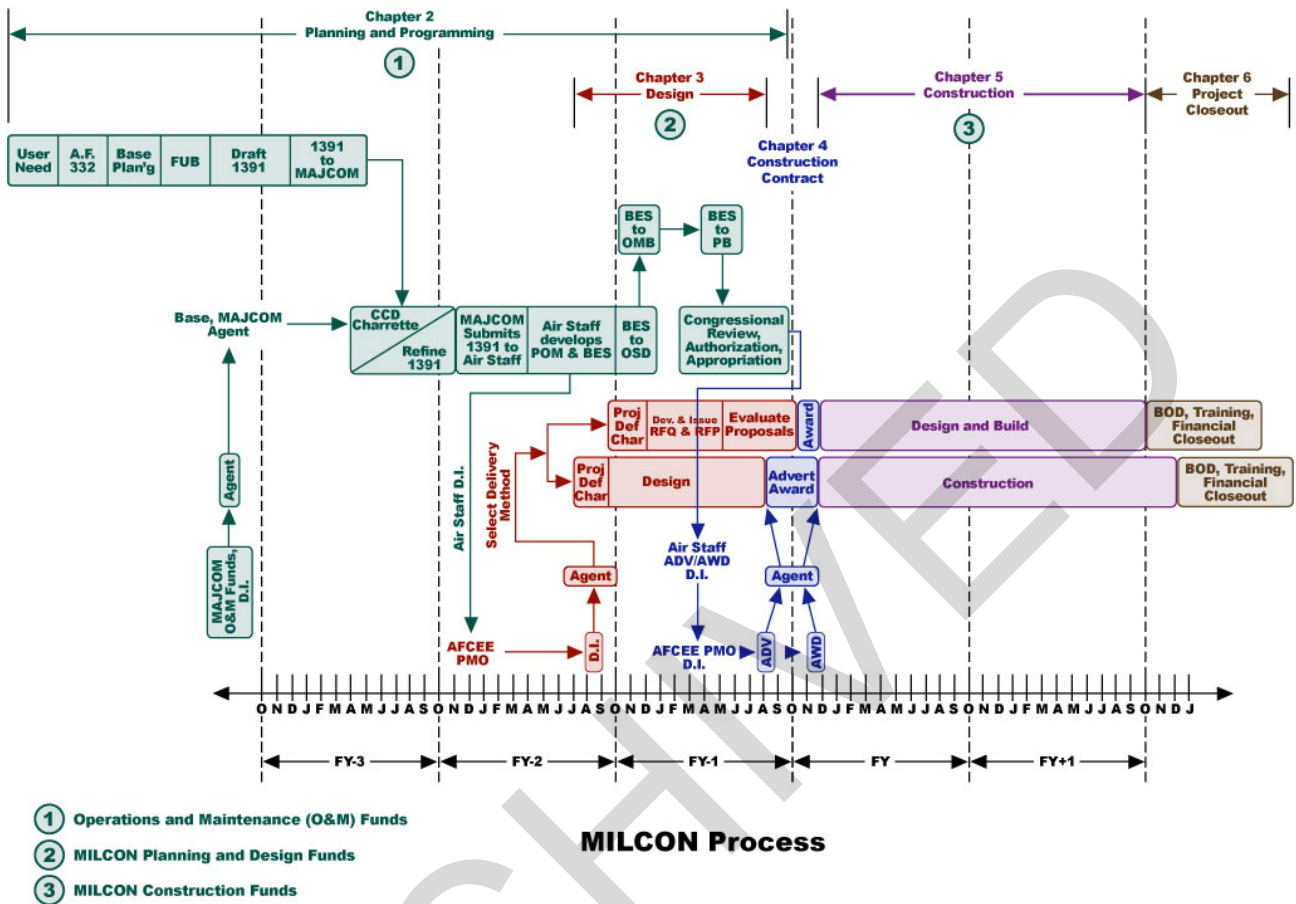 Chapter 2
Planning and Programming
1
Chapter 3
Design
2
Chapter 5
Construction
3
Chapter 6
Project
Closeout
Chapter 4
Construction
Contract
User
Need
A.F.
332
Base
Plan'g
FUB
Draft
1391
1391
to
MAJCOM
BES
to
OMB
BES
to
PB
Base, MAJCOM
Agent
CCD
Charrette
Refine
1391
MAJCOM
Submits
1391 to
Air Staff
Air Staff
develops
POM & BES
BES
to
OSD
Congressional
Review,
Authorization,
Appropriation
Proj
Def
Char
Dev. & Issue
RFQ & RFP
Evaluate
Proposals
Award
Design and Build
BOD, Training,
Financial
Closeout
Proj
Def
Char
Design
Advert
Award
Construction
BOD, Training,
Financial
Closeout
Agent
MAJCOM
O&M Funds,
D.I.
Air Staff D.I.
Select Delivery
Method
Agent
D.I.
AFCEE
PMO
Air Staff
ADV/AWD
D.I.
Agent
AFCEE PMO
D.I.
ADV
AWD
O N D J F M A M J J A S O N D J F M A M J J A S O N D J F M A M J J A S O N D J F M A M J J A S O N D J F M A M J J A S O N D J
FY-3
FY-2
FY-1
FY
FY+1
1 Operations and Maintenance (O&M) Funds
2 MILCON Planning and Design Funds
3 MILCON Construction Funds
MILCON Process
CHIVED